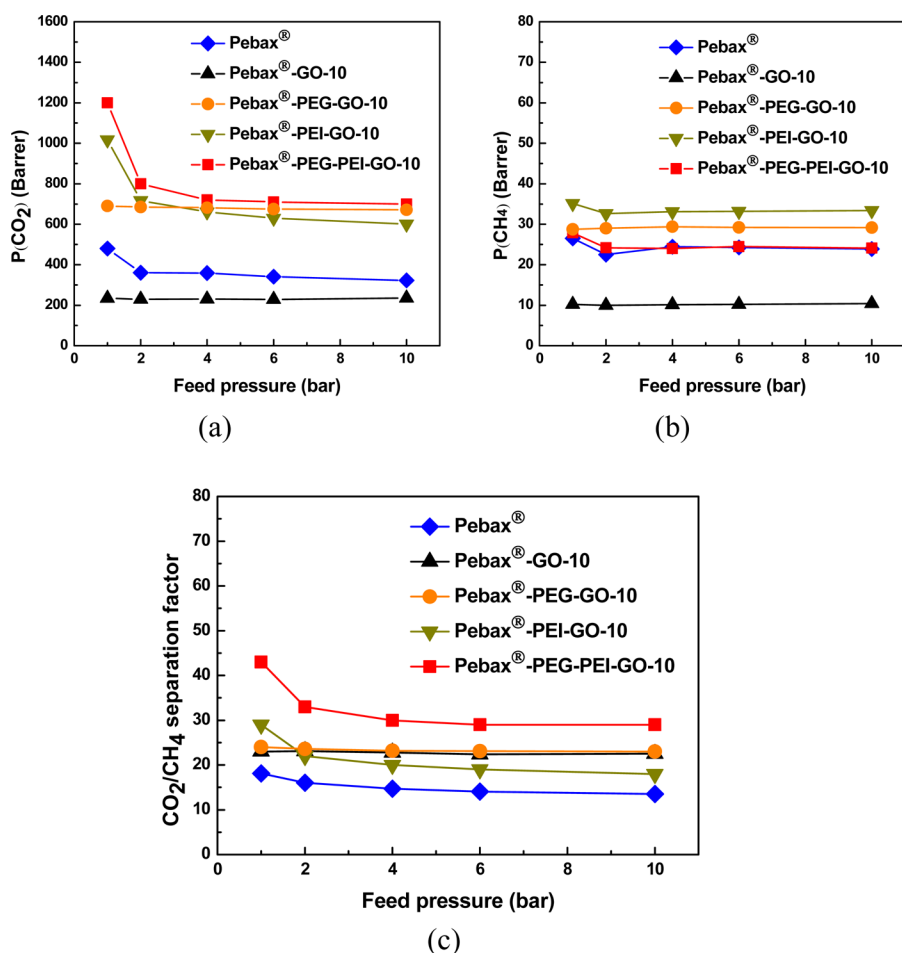 1600
1400
1200
1000
800
600
400
200
0
P(CO₂) (Barrer)
Pebax®
Pebax®-GO-10
Pebax®-PEG-GO-10
Pebax®-PEI-GO-10
Pebax®-PEG-PEI-GO-10
0 2 4 6 8 10
Feed pressure (bar)
(a)
80
70
60
50
40
30
20
10
0
P(CH₄) (Barrer)
Pebax®
Pebax®-GO-10
Pebax®-PEG-GO-10
Pebax®-PEI-GO-10
Pebax®-PEG-PEI-GO-10
0 2 4 6 8 10
Feed pressure (bar)
(b)
80
70
60
50
40
30
20
10
0
CO₂/CH₄ separation factor
Pebax®
Pebax®-GO-10
Pebax®-PEG-GO-10
Pebax®-PEI-GO-10
Pebax®-PEG-PEI-GO-10
0 2 4 6 8 10
Feed pressure (bar)
(c)